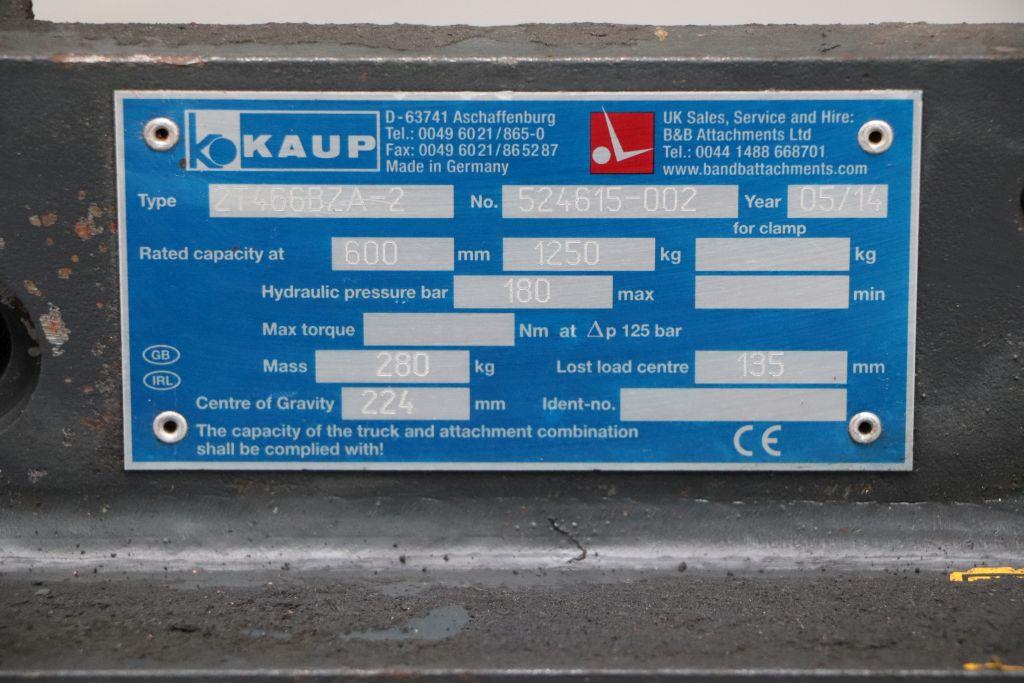 KAUP
D-63741 Aschaffenburg
Tel.: 0049 6021/865-0
Fax: 0049 6021/865287
Made in Germany
UK Sales, Service and Hire:
B&B Attachments Ltd
Tel.: 0044 1488 668701
www.bandbattachments.com
Type 2T466BZA-2 No. 524615-002 Year 05/14
for clamp
Rated capacity at 600 mm 1250 kg kg
Hydraulic pressure bar 180 max min
Max torque Nm at Δp 125 bar
GB Mass 280 kg Lost load centre 135 mm
IRL
Centre of Gravity 224 mm Ident-no.
The capacity of the truck and attachment combination
shall be complied with!
CE